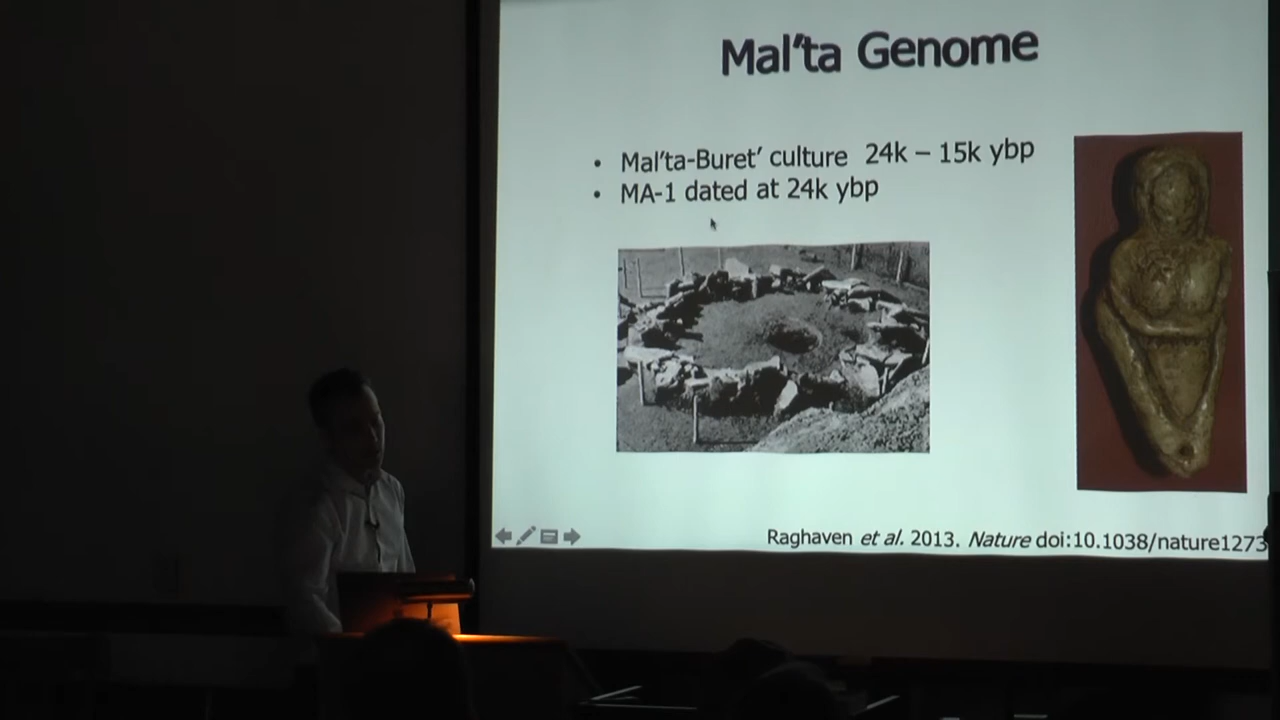 Mal'ta Genome
• Mal'ta-Buret' culture 24k – 15k ybp
• MA-1 dated at 24k ybp
Raghaven et al. 2013. Nature doi:10.1038/nature1273